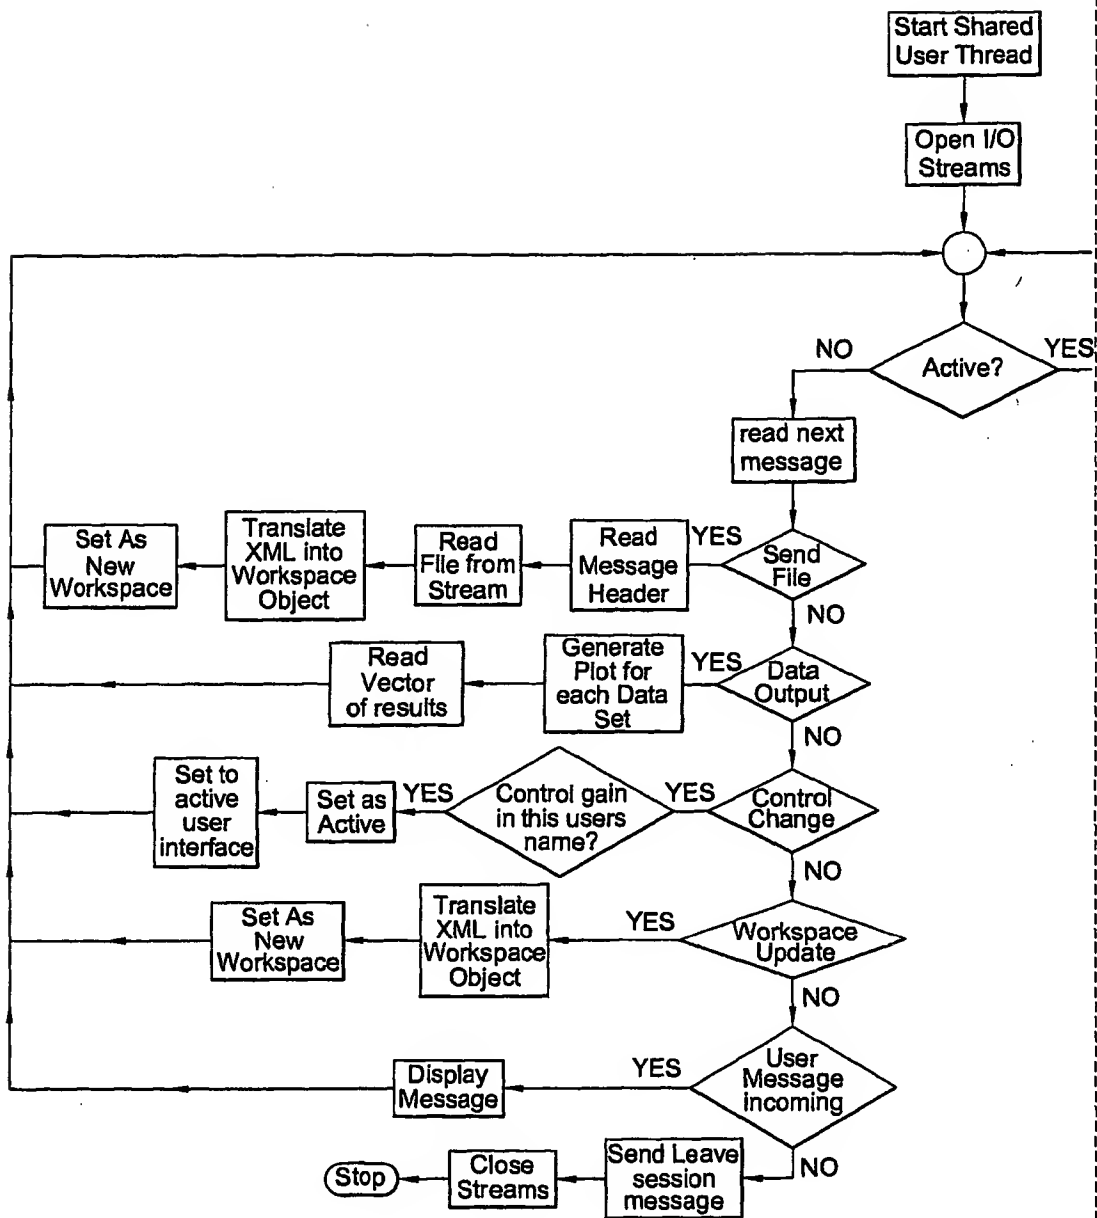 Start Shared
User Thread
Open I/O
Streams
NO
YES
Active?
read next
message
Set As
New
Workspace
Translate
XML into
Workspace
Object
Read
File from
Stream
Read
Message
Header
YES
Send
File
NO
Read
Vector
of results
Generate
Plot for
each Data
Set
YES
Data
Output
NO
Set to
active
user
interface
Set as
Active
YES
Control gain
in this users
name?
YES
Control
Change
NO
Set As
New
Workspace
Translate
XML into
Workspace
Object
YES
Workspace
Update
NO
Display
Message
YES
User
Message
incoming
NO
Stop
Close
Streams
Send Leave
session
message